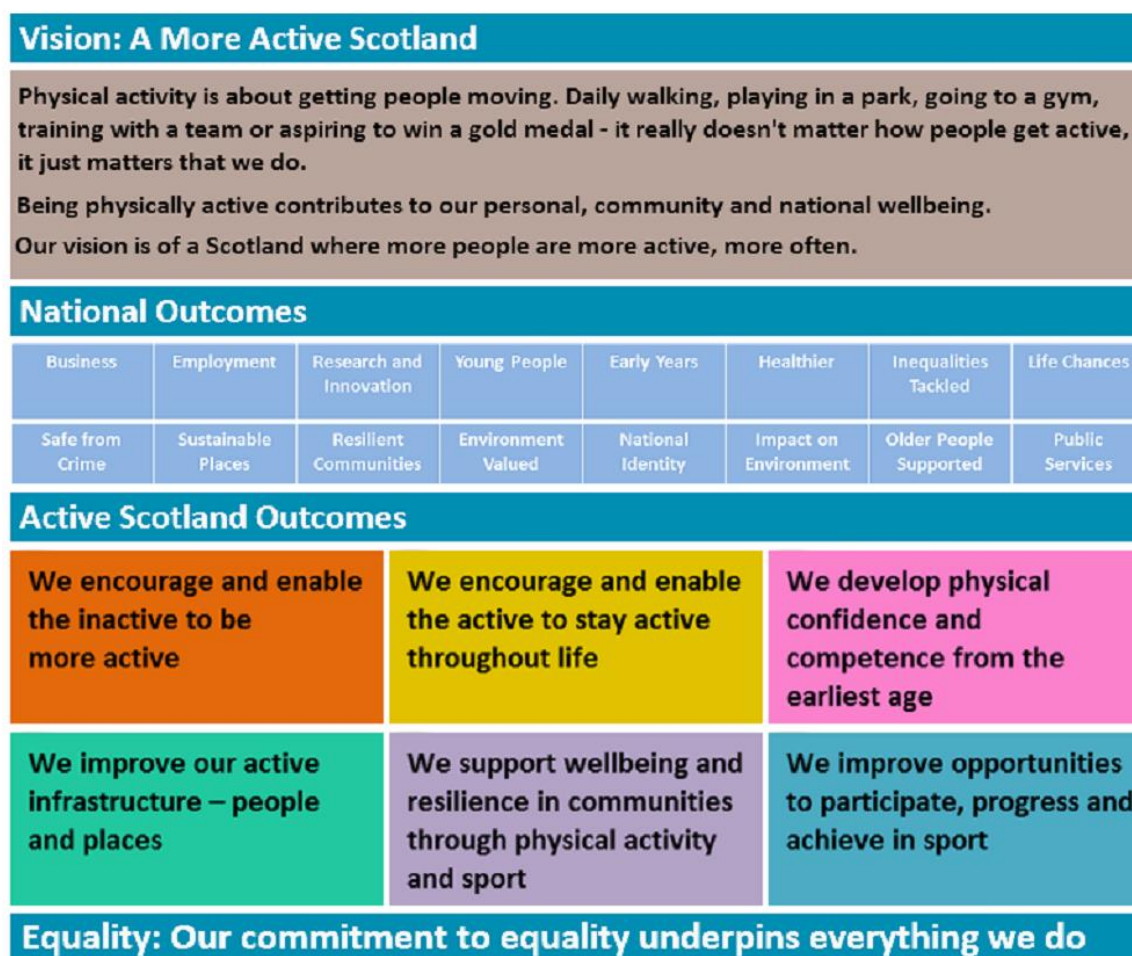 Vision: A More Active Scotland
Physical activity is about getting people moving. Daily walking, playing in a park, going to a gym,
training with a team or aspiring to win a gold medal - it really doesn't matter how people get active,
it just matters that we do.
Being physically active contributes to our personal, community and national wellbeing.
Our vision is of a Scotland where more people are more active, more often.
National Outcomes
Business
Employment
Research and
Innovation
Young People
Early Years
Healthier
Inequalities
Tackled
Life Chances
Safe from
Crime
Sustainable
Places
Resilient
Communities
Environment
Valued
National
Identity
Impact on
Environment
Older People
Supported
Public
Services
Active Scotland Outcomes
We encourage and enable
the inactive to be
more active
We encourage and enable
the active to stay active
throughout life
We develop physical
confidence and
competence from the
earliest age
We improve our active
infrastructure – people
and places
We support wellbeing and
resilience in communities
through physical activity
and sport
We improve opportunities
to participate, progress and
achieve in sport
Equality: Our commitment to equality underpins everything we do